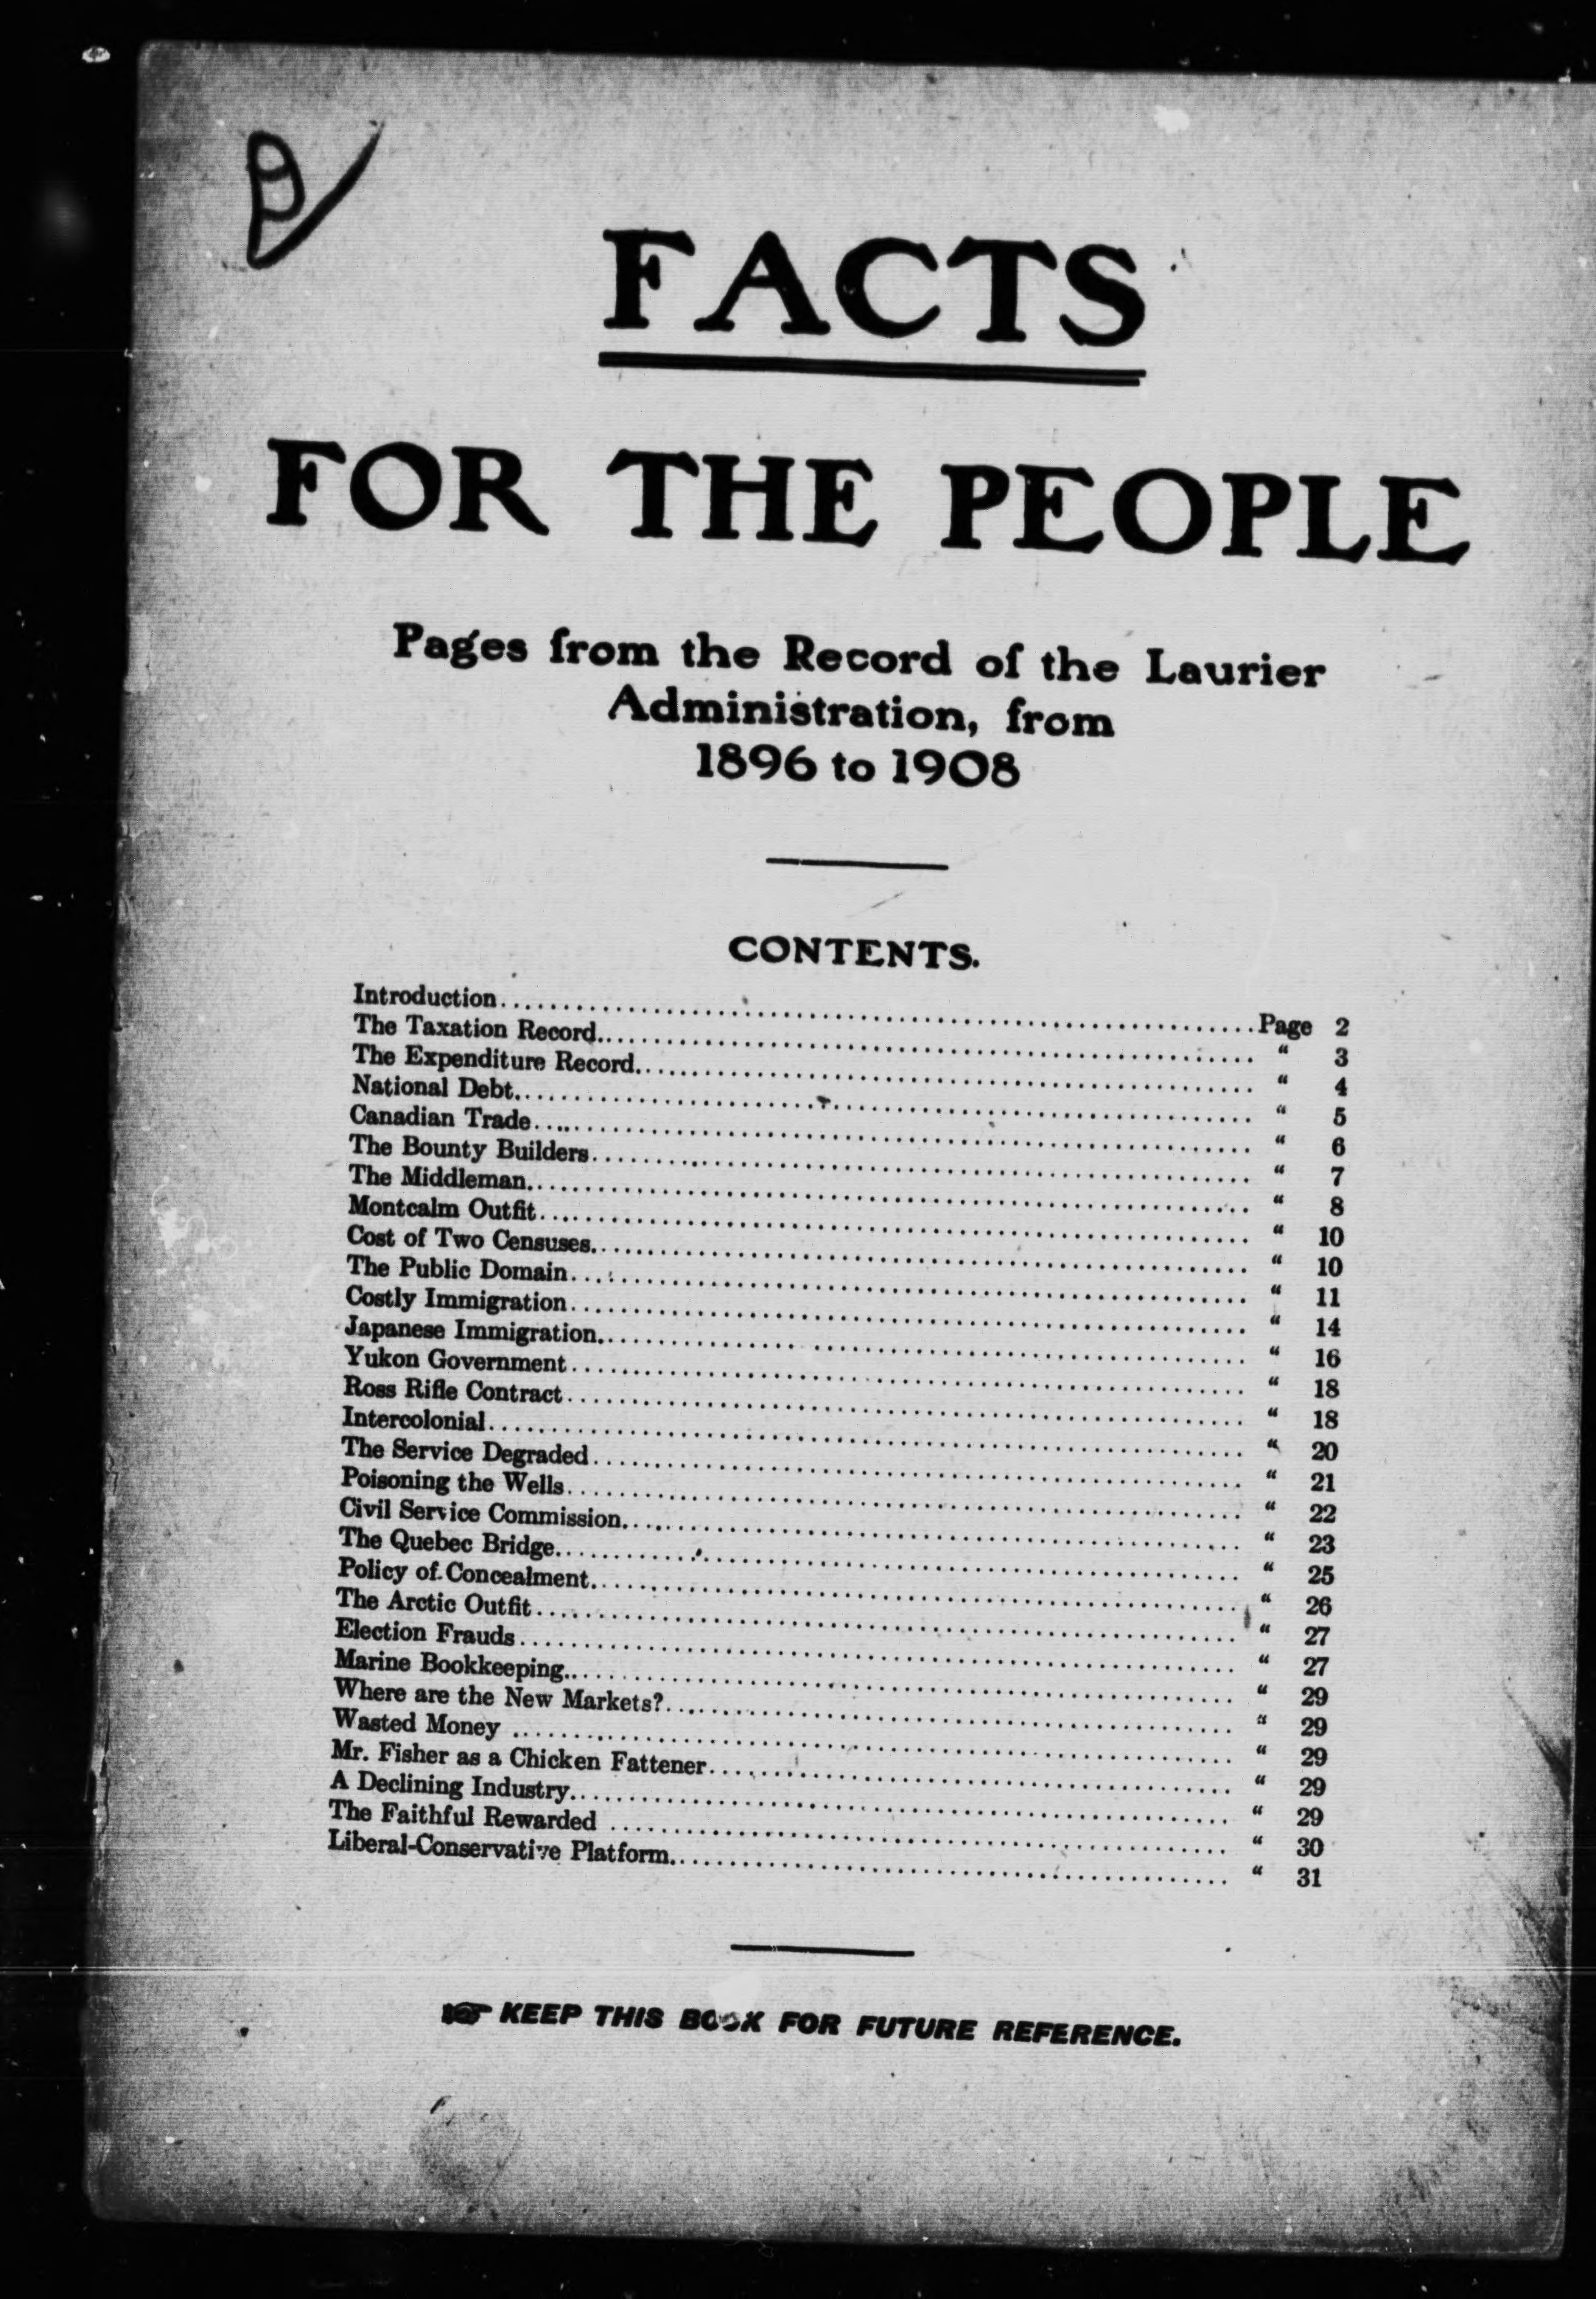 FACTS
FOR THE PEOPLE
Pages from the Record of the Laurier
Administration, from
1896 to 1908
CONTENTS.
Introduction........Page 2
The Taxation Record........" 3
The Expenditure Record........" 4
National Debt........" 5
Canadian Trade........" 6
The Bounty Builders........" 7
The Middleman........" 8
Montcalm Outfit........" 10
Cost of Two Censuses........" 10
The Public Domain........" 11
Costly Immigration........" 14
Japanese Immigration........" 16
Yukon Government........" 18
Ross Rifle Contract........" 18
Intercolonial........" 20
The Service Degraded........" 21
Poisoning the Wells........" 22
Civil Service Commission........" 23
The Quebec Bridge........" 25
Policy of Concealment........" 26
The Arctic Outfit........" 27
Election Frauds........" 27
Marine Bookkeeping........" 29
Where are the New Markets?........" 29
Wasted Money ........" 29
Mr. Fisher as a Chicken Fattener........" 29
A Declining Industry........" 29
The Faithful Rewarded ........" 30
Liberal-Conservative Platform........" 31
☞ KEEP THIS BOOK FOR FUTURE REFERENCE.